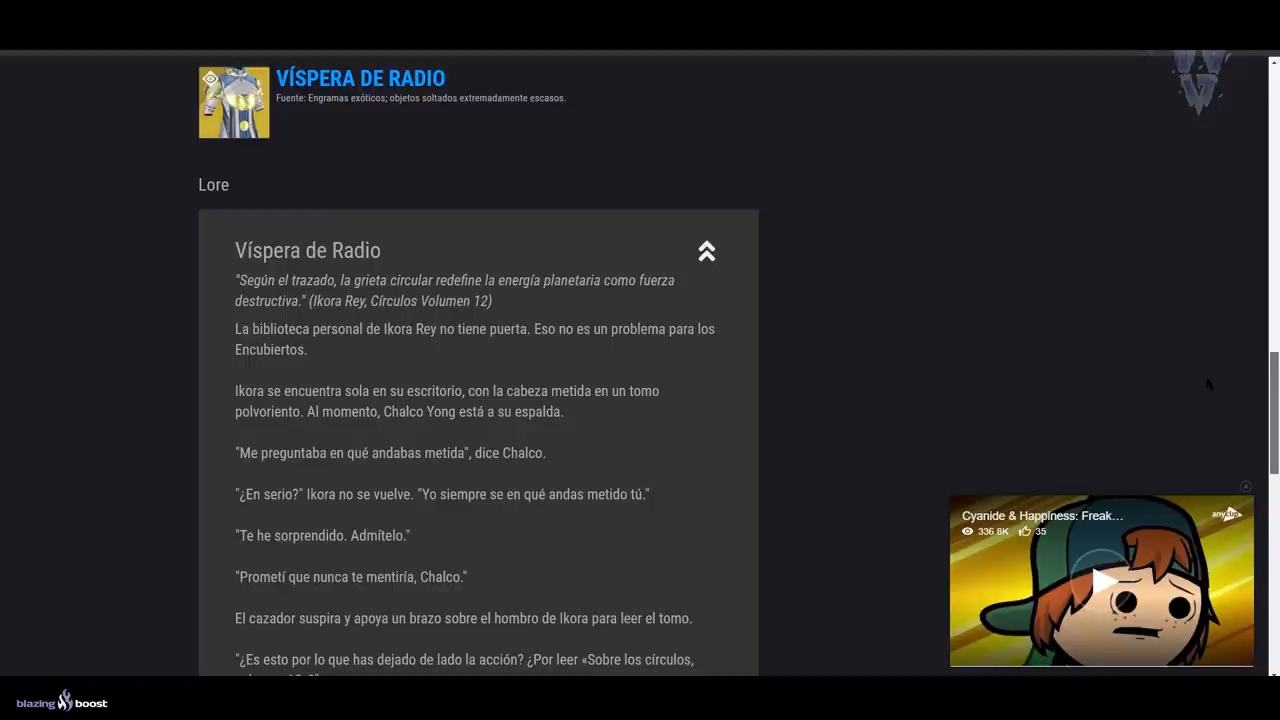 VÍSPERA DE RADIO
Fuente: Engramas exóticos; objetos soltados extremadamente escasos.
Lore
Víspera de Radio
"Según el trazado, la grieta circular redefine la energía planetaria como fuerza
destructiva." (Ikora Rey, Círculos Volumen 12)
La biblioteca personal de Ikora Rey no tiene puerta. Eso no es un problema para los
Encubiertos.
Ikora se encuentra sola en su escritorio, con la cabeza metida en un tomo
polvoriento. Al momento, Chalco Yong está a su espalda.
"Me preguntaba en qué andabas metida", dice Chalco.
"¿En serio?" Ikora no se vuelve. "Yo siempre se en qué andas metido tú."
"Te he sorprendido. Admítelo."
"Prometí que nunca te mentiría, Chalco."
El cazador suspira y apoya un brazo sobre el hombro de Ikora para leer el tomo.
"¿Es esto por lo que has dejado de lado la acción? ¿Por leer «Sobre los círculos,
Cyanide & Happiness: Freak...
anyclip
336.8K 35
blazing boost